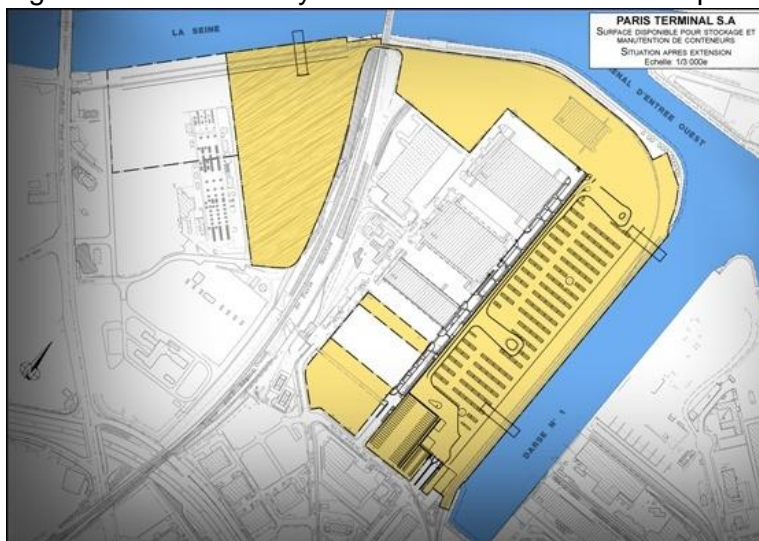 PARIS TERMINAL S.A
SURFACE DISPONIBLE POUR STOCKAGE ET
MANUTENTION DE CONTENEURS
SITUATION APRES EXTENSION
Echelle: 1/3 000e
LA SEINE
D'ENTREE OUEST
DARSE N° 1